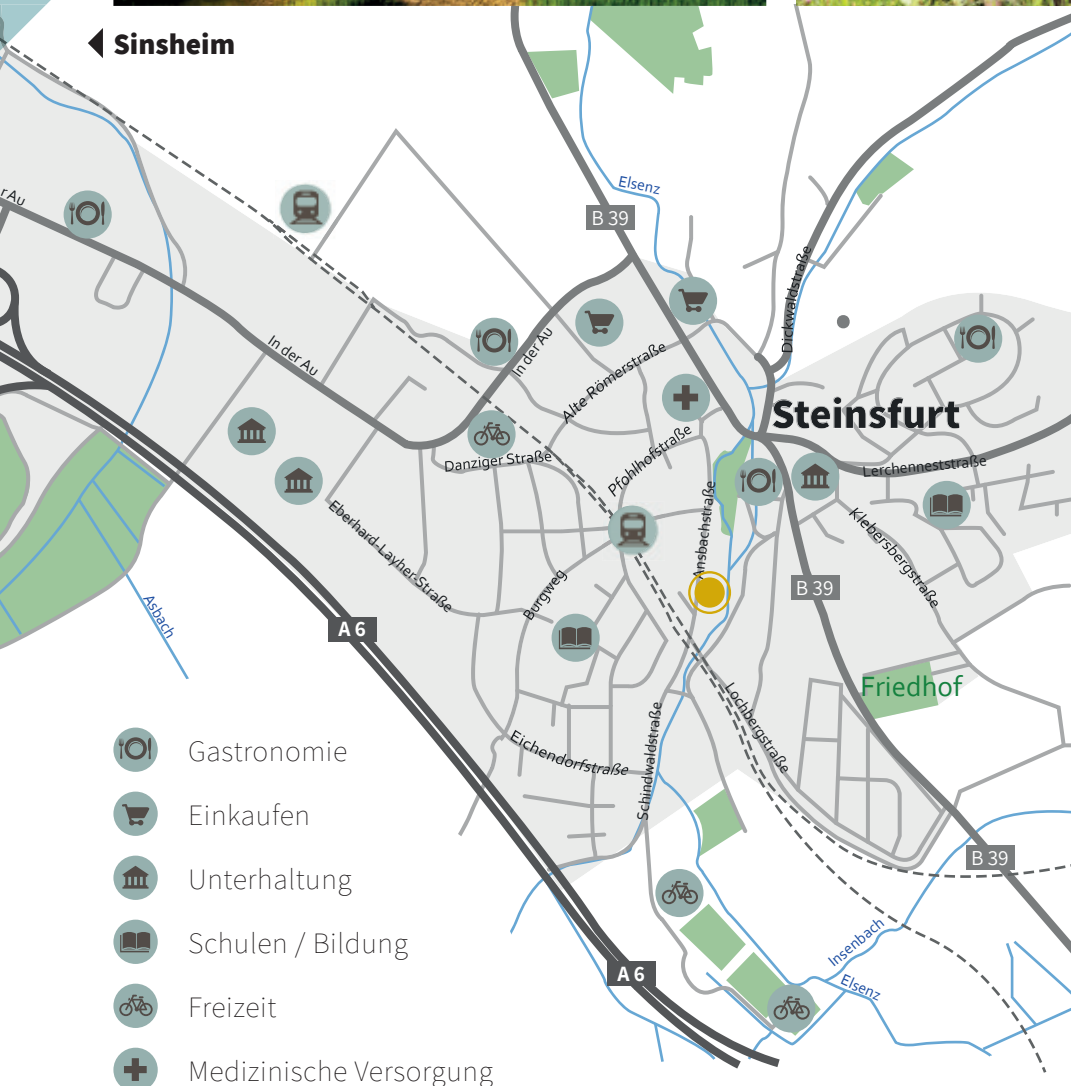 Sinsheim
r Au
Elsenz
B 39
Dickwaldstraße
In der Au
In der Au
Alte Römerstraße
Steinsfurt
Danziger Straße
Pfohlhofstraße
Lerchenneststraße
Ansbachstraße
Klebersbergstraße
Eberhard-Layher-Straße
Burgweg
B 39
Asbach
A 6
Friedhof
Lochbergstraße
Eichendorfstraße
Schindwaldstraße
Gastronomie
Einkaufen
Unterhaltung
Schulen / Bildung
Freizeit
Medizinische Versorgung
B 39
Insenbach
A 6
Elsenz